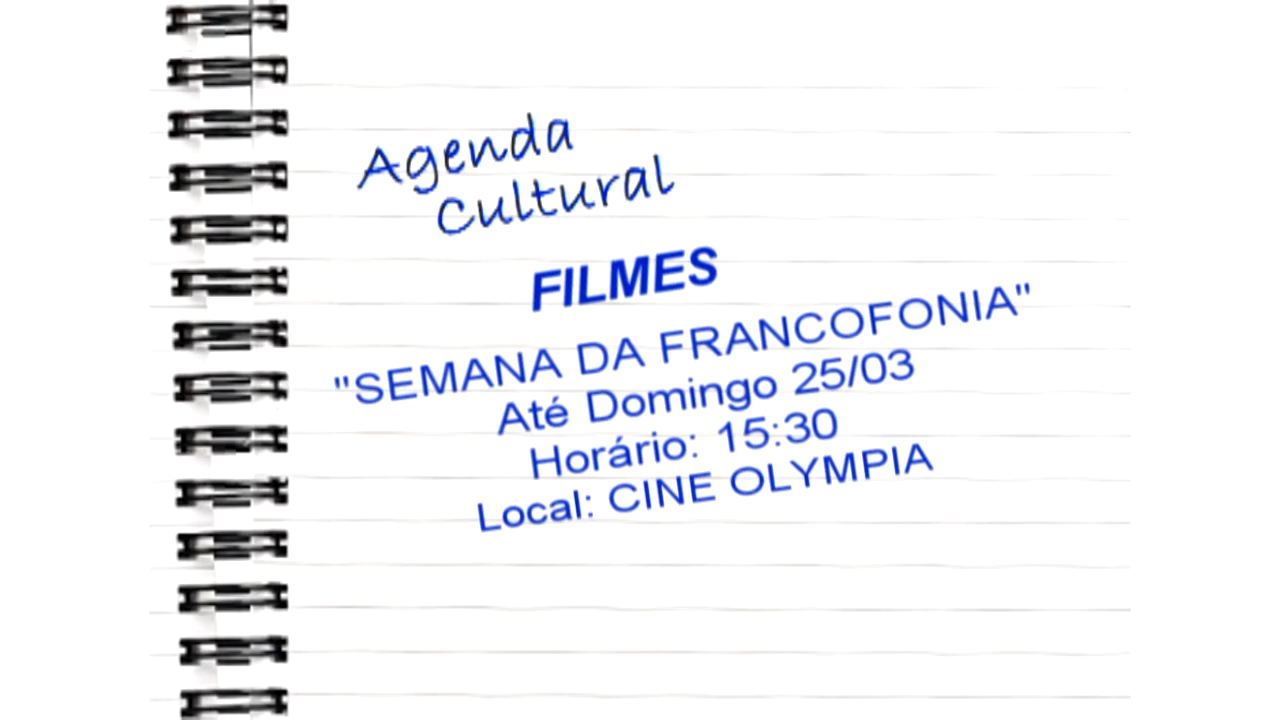 Agenda
Cultural
FILMES
"SEMANA DA FRANCOFONIA"
Até Domingo 25/03
Horário: 15:30
Local: CINE OLYMPIA